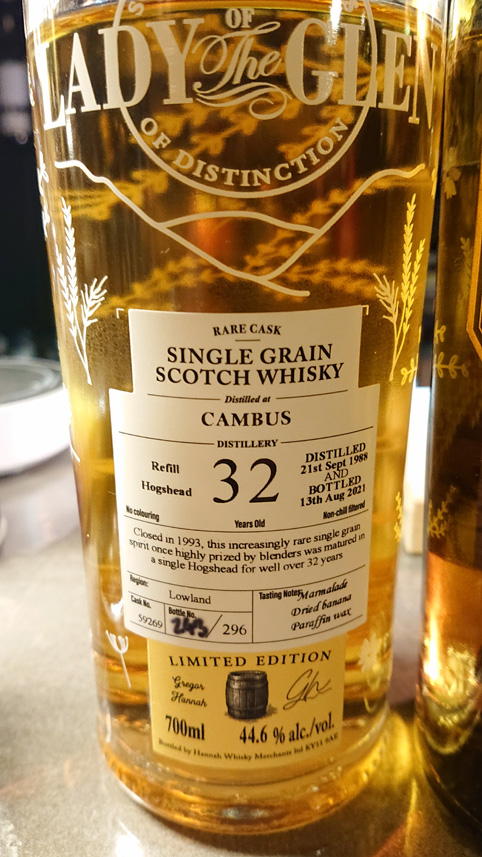 OF
LADY The GLEN
OF DISTINCTION
RARE CASK
SINGLE GRAIN
SCOTCH WHISKY
Distilled at
CAMBUS
DISTILLERY
Refill
Hogshead
32
Years Old
DISTILLED
21st Sept 1988
AND
BOTTLED
13th Aug 2021
No colouring
Non-chill filtered
Closed in 1993, this increasingly rare single grain
spirit once highly prized by blenders was matured in
a single Hogshead for well over 32 years
Region:
Lowland
Cask No.
59269
Bottle No.
/ 296
Tasting Notes
Marmalade
Dried banana
Paraffin wax
LIMITED EDITION
Gregor
Hannah
700ml
44.6 % alc./vol.
Bottled by Hannah Whisky Merchants ltd KY11